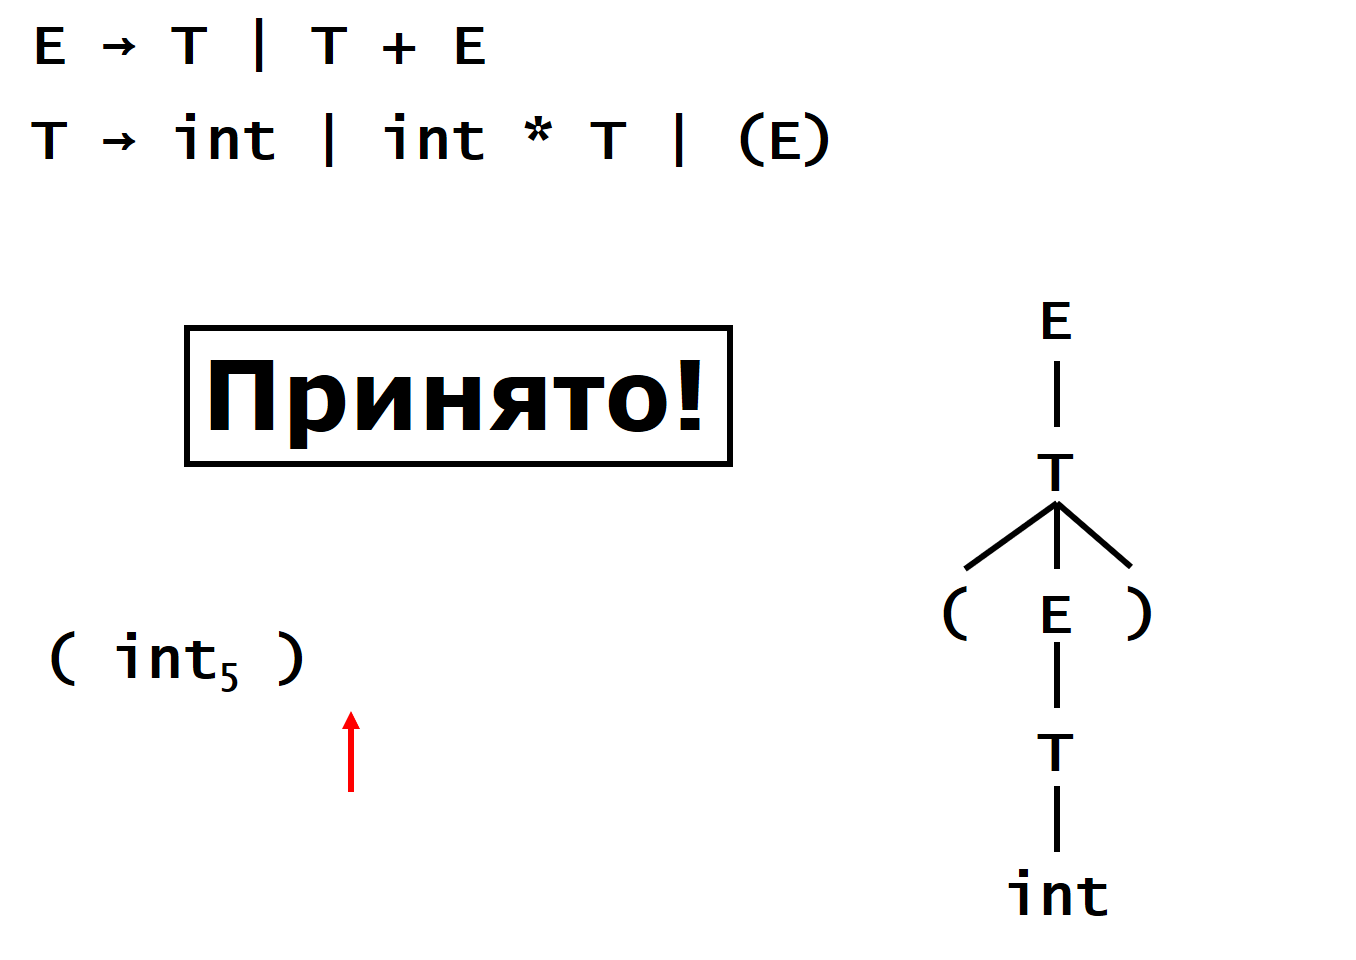 E → T | T + E
T → int | int * T | (E)
E
Принято!
T
( E )
( int₅ )
T
int